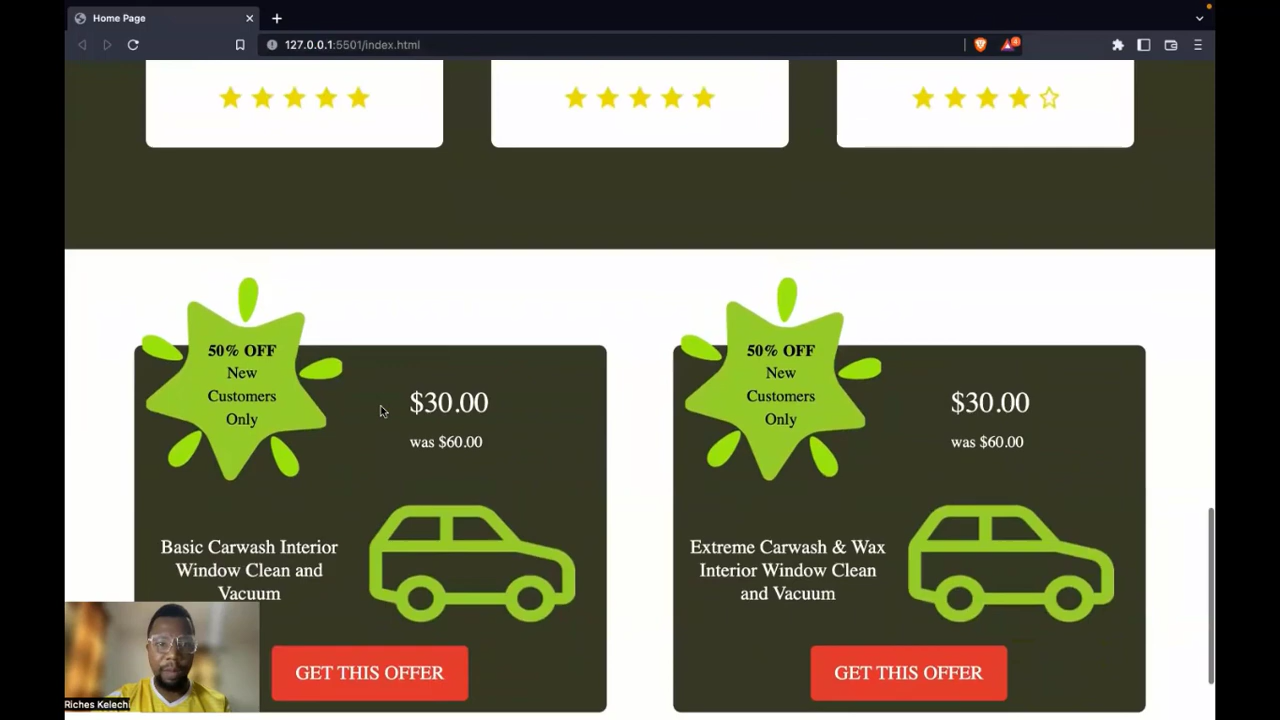 Home Page
127.0.0.1:5501/index.html
50% OFF
New
Customers
Only
$30.00
was $60.00
Basic Carwash Interior
Window Clean and
Vacuum
GET THIS OFFER
50% OFF
New
Customers
Only
$30.00
was $60.00
Extreme Carwash & Wax
Interior Window Clean
and Vacuum
GET THIS OFFER
Riches Kelechi